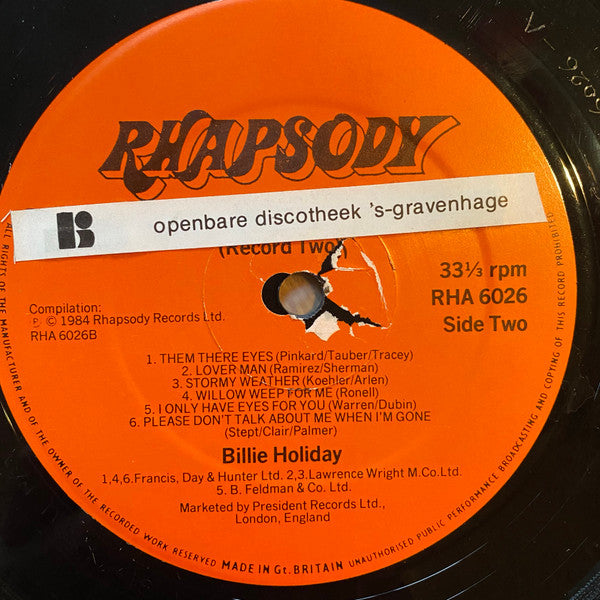 RHAPSODY
openbare discotheek 's-gravenhage
(Record Two)
33⅓ rpm
RHA 6026
Side Two
Compilation:
℗ © 1984 Rhapsody Records Ltd.
RHA 6026B
1. THEM THERE EYES (Pinkard/Tauber/Tracey)
2. LOVER MAN (Ramirez/Sherman)
3. STORMY WEATHER (Koehler/Arlen)
4. WILLOW WEEP FOR ME (Ronell)
5. I ONLY HAVE EYES FOR YOU (Warren/Dubin)
6. PLEASE DON'T TALK ABOUT ME WHEN I'M GONE
(Stept/Clair/Palmer)
Billie Holiday
1,4,6. Francis, Day & Hunter Ltd. 2,3. Lawrence Wright M.Co.Ltd.
5. B. Feldman & Co. Ltd.
Marketed by President Records Ltd.,
London, England
ALL RIGHTS OF THE MANUFACTURER AND OF THE OWNER OF THE RECORDED WORK RESERVED
MADE IN Gt. BRITAIN
UNAUTHORISED PUBLIC PERFORMANCE BROADCASTING AND COPYING OF THIS RECORD PROHIBITED